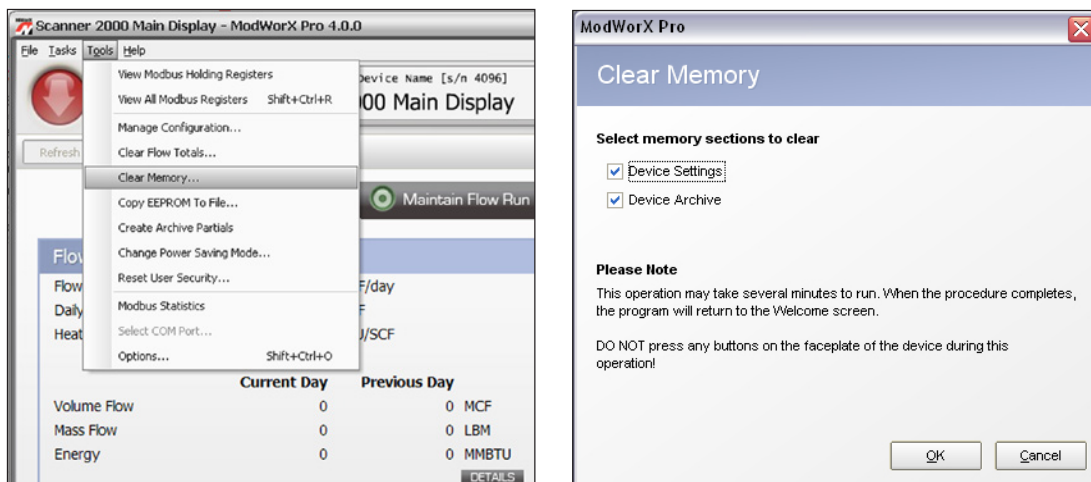 Scanner 2000 Main Display - ModWorX Pro 4.0.0
File Tasks Tools Help
Device Name [s/n 4096]
000 Main Display
View Modbus Holding Registers
View All Modbus Registers Shift+Ctrl+R
Manage Configuration...
Clear Flow Totals...
Clear Memory...
Copy EEPROM To File...
Create Archive Partials
Change Power Saving Mode...
Reset User Security...
Modbus Statistics
Select COM Port...
Options... Shift+Ctrl+O
Refresh
Maintain Flow Run
Flow
Flow F/day
Daily F
Heat U/SCF
Current Day Previous Day
Volume Flow 0 0 MCF
Mass Flow 0 0 LBM
Energy 0 0 MMBTU
DETAILS
ModWorX Pro
Clear Memory
Select memory sections to clear
Device Settings
Device Archive
Please Note
This operation may take several minutes to run. When the procedure completes,
the program will return to the Welcome screen.
DO NOT press any buttons on the faceplate of the device during this
operation!
OK Cancel